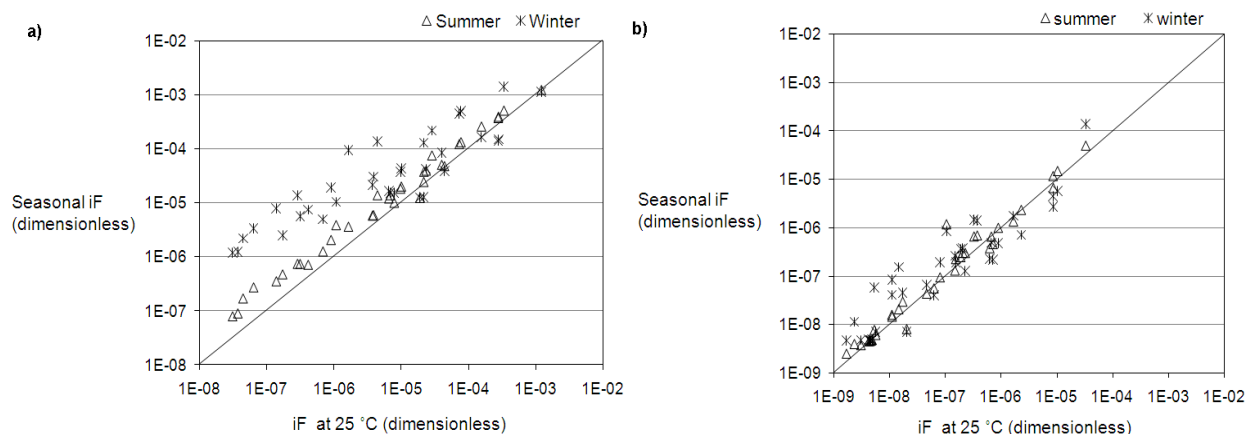 a)
△ Summer ж Winter
1E-02
1E-03
1E-04
1E-05
1E-06
1E-07
1E-08
Seasonal iF
(dimensionless)
1E-08 1E-07 1E-06 1E-05 1E-04 1E-03 1E-02
iF at 25 °C (dimensionless)
b)
△ summer ж winter
1E-02
1E-03
1E-04
1E-05
1E-06
1E-07
1E-08
1E-09
Seasonal iF
(dimensionless)
1E-09 1E-08 1E-07 1E-06 1E-05 1E-04 1E-03 1E-02
iF at 25 °C (dimensionless)